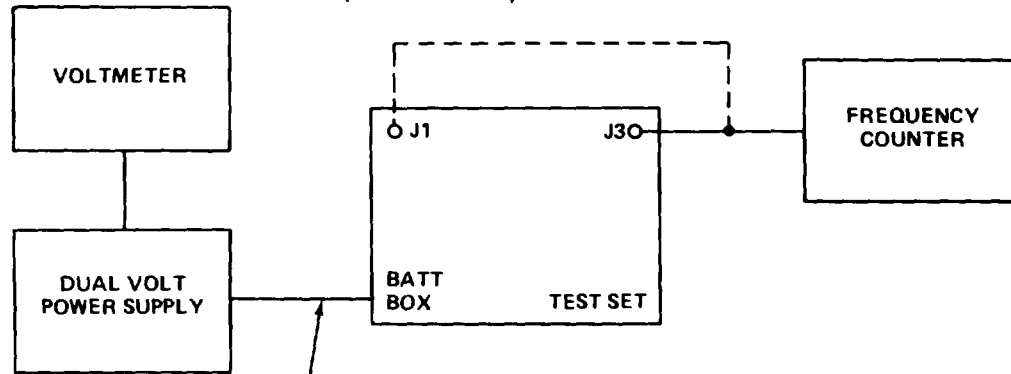 VOLTMETER
J1
J3
FREQUENCY
COUNTER
DUAL VOLT
POWER SUPPLY
BATT
BOX
TEST SET